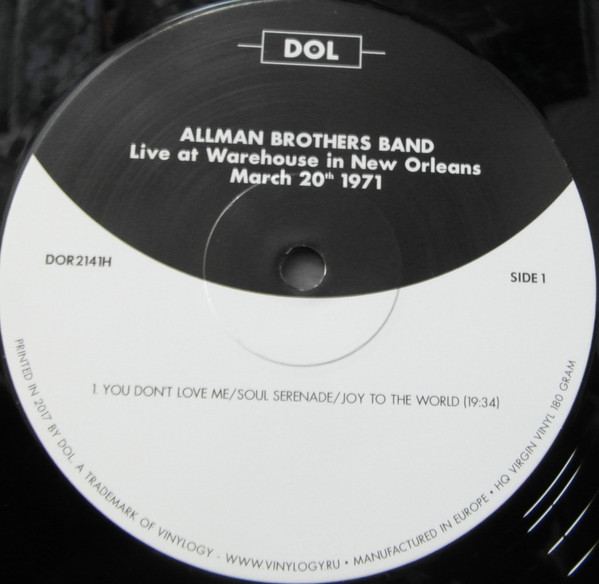 DOL
ALLMAN BROTHERS BAND
Live at Warehouse in New Orleans
March 20th 1971
DOR2141H
SIDE 1
1. YOU DON'T LOVE ME/SOUL SERENADE/JOY TO THE WORLD (19:34)
PRINTED IN 2017 BY DOL. A TRADEMARK OF VINYLOGY · WWW.VINYLOGY.RU • MANUFACTURED IN EUROPE • HQ VIRGIN VINYL 180 GRAM